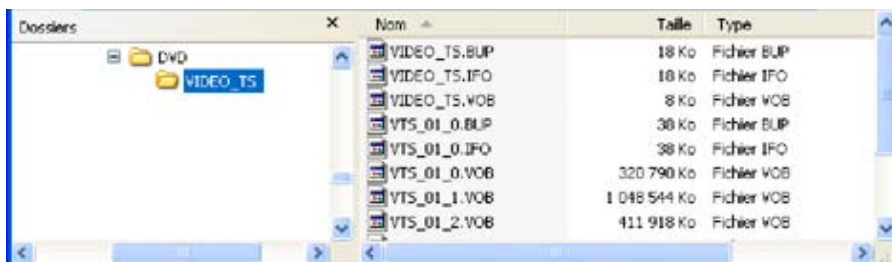 Dossiers × Nom Taille Type
DVD
VIDEO_TS
VIDEO_TS.BUP 18 Ko Fichier BUP
VIDEO_TS.IFO 18 Ko Fichier IFO
VIDEO_TS.VOB 8 Ko Fichier VOB
VTS_01_0.BUP 38 Ko Fichier BUP
VTS_01_0.IFO 38 Ko Fichier IFO
VTS_01_0.VOB 320 790 Ko Fichier VOB
VTS_01_1.VOB 1 048 544 Ko Fichier VOB
VTS_01_2.VOB 411 918 Ko Fichier VOB